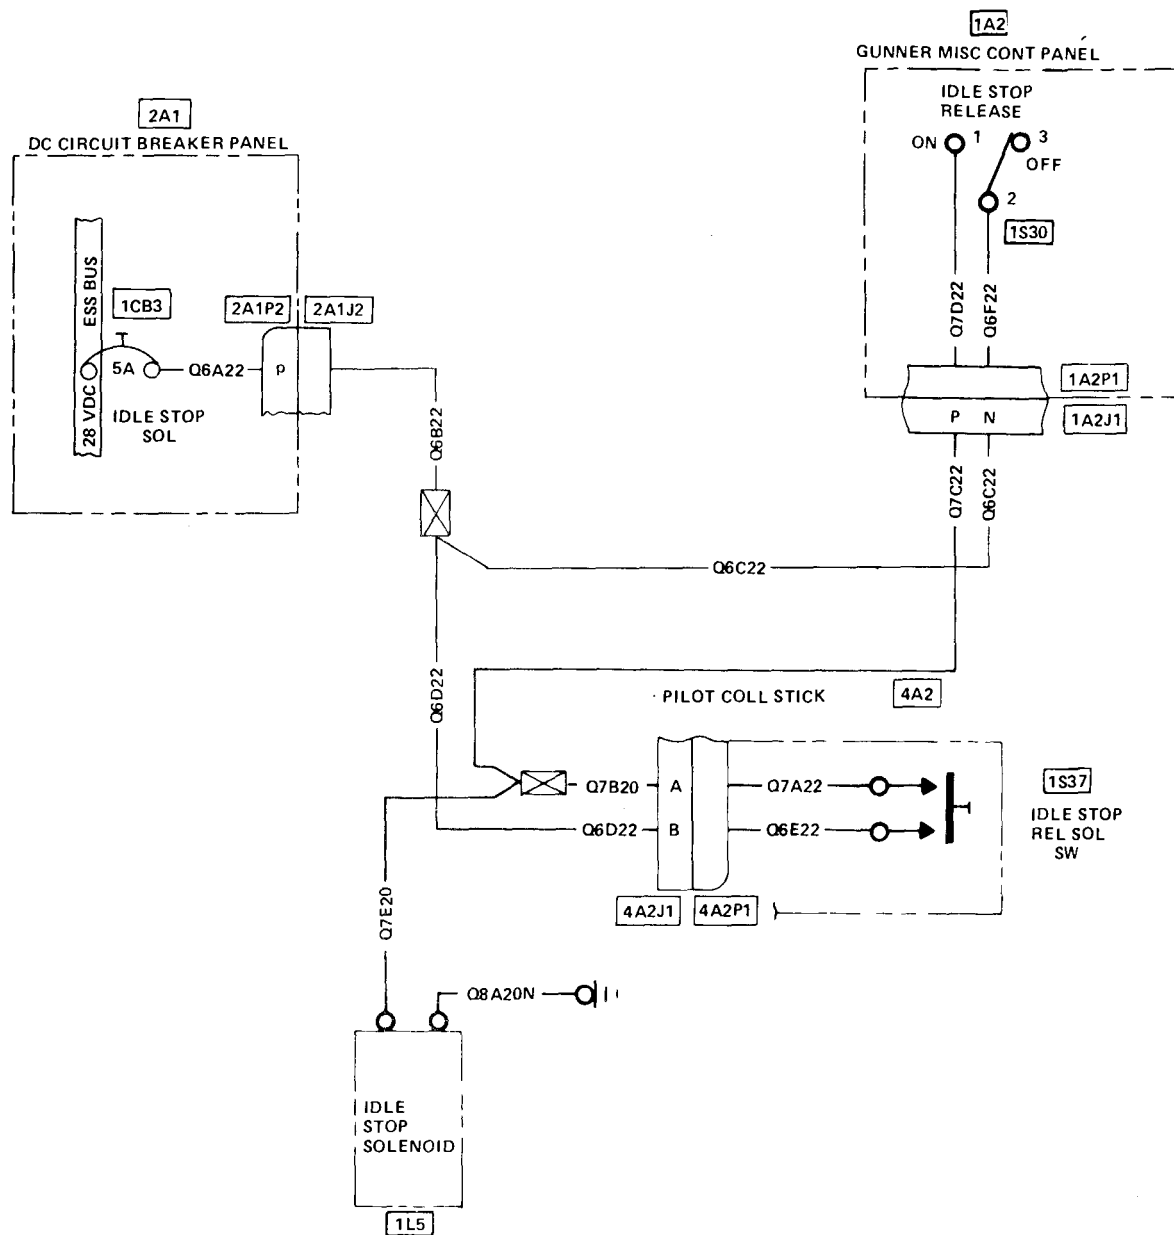 1A2
GUNNER MISC CONT PANEL
IDLE STOP
RELEASE
ON 1
3
OFF
2
1S30
Q7D22
Q6F22
1A2P1
P N
1A2J1
Q7C22
Q6C22
2A1
DC CIRCUIT BREAKER PANEL
28 VDC ESS BUS
1CB3
5A
IDLE STOP
SOL
Q6A22
2A1P2
2A1J2
p
Q6B22
Q6C22
Q6D22
PILOT COLL STICK
4A2
Q7B20
A
Q7A22
Q6D22
B
Q6E22
1S37
IDLE STOP
REL SOL
SW
4A2J1
4A2P1
Q7E20
Q8A20N
IDLE
STOP
SOLENOID
1L5